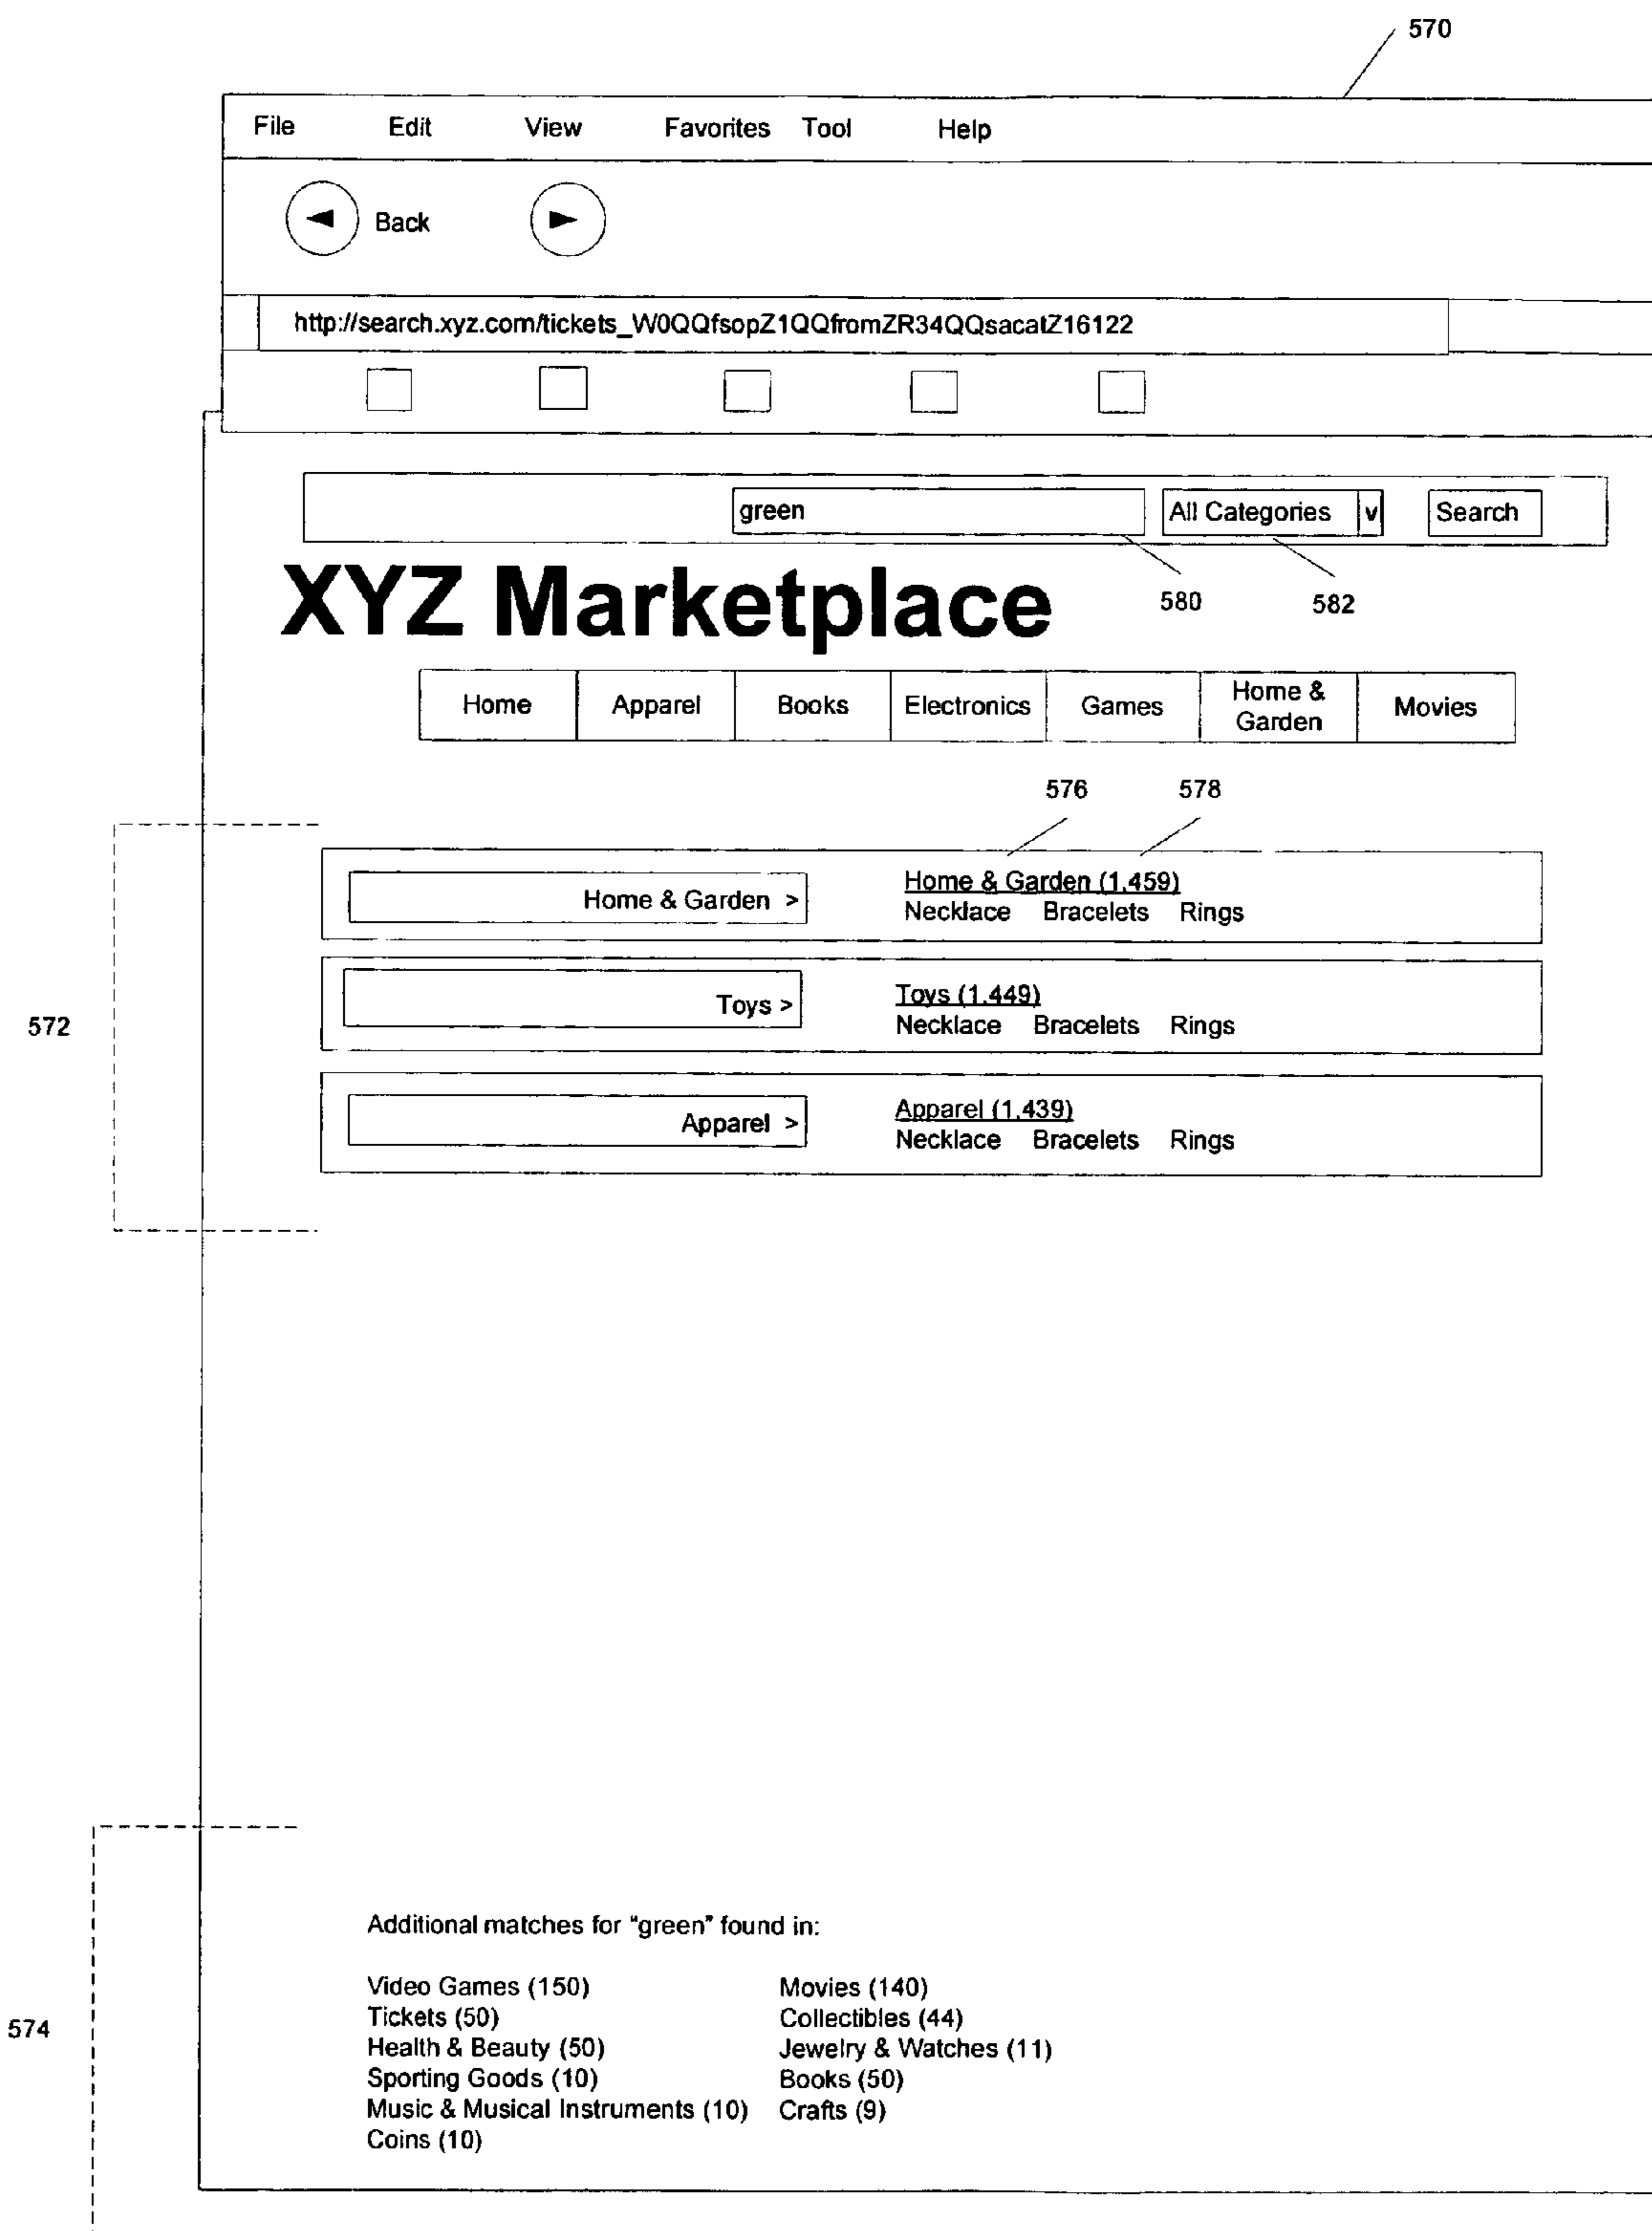 570
File Edit View Favorites Tool Help
Back
http://search.xyz.com/tickets_W0QQfsopZ1QQfromZR34QQsacatZ16122
green All Categories v Search
580 582
XYZ Marketplace
Home Apparel Books Electronics Games Home & Garden Movies
576 578
Home & Garden > Home & Garden (1,459)
Necklace Bracelets Rings
572
Toys > Toys (1,449)
Necklace Bracelets Rings
Apparel > Apparel (1,439)
Necklace Bracelets Rings
574
Additional matches for "green" found in:
Video Games (150) Movies (140)
Tickets (50) Collectibles (44)
Health & Beauty (50) Jewelry & Watches (11)
Sporting Goods (10) Books (50)
Music & Musical Instruments (10) Crafts (9)
Coins (10)